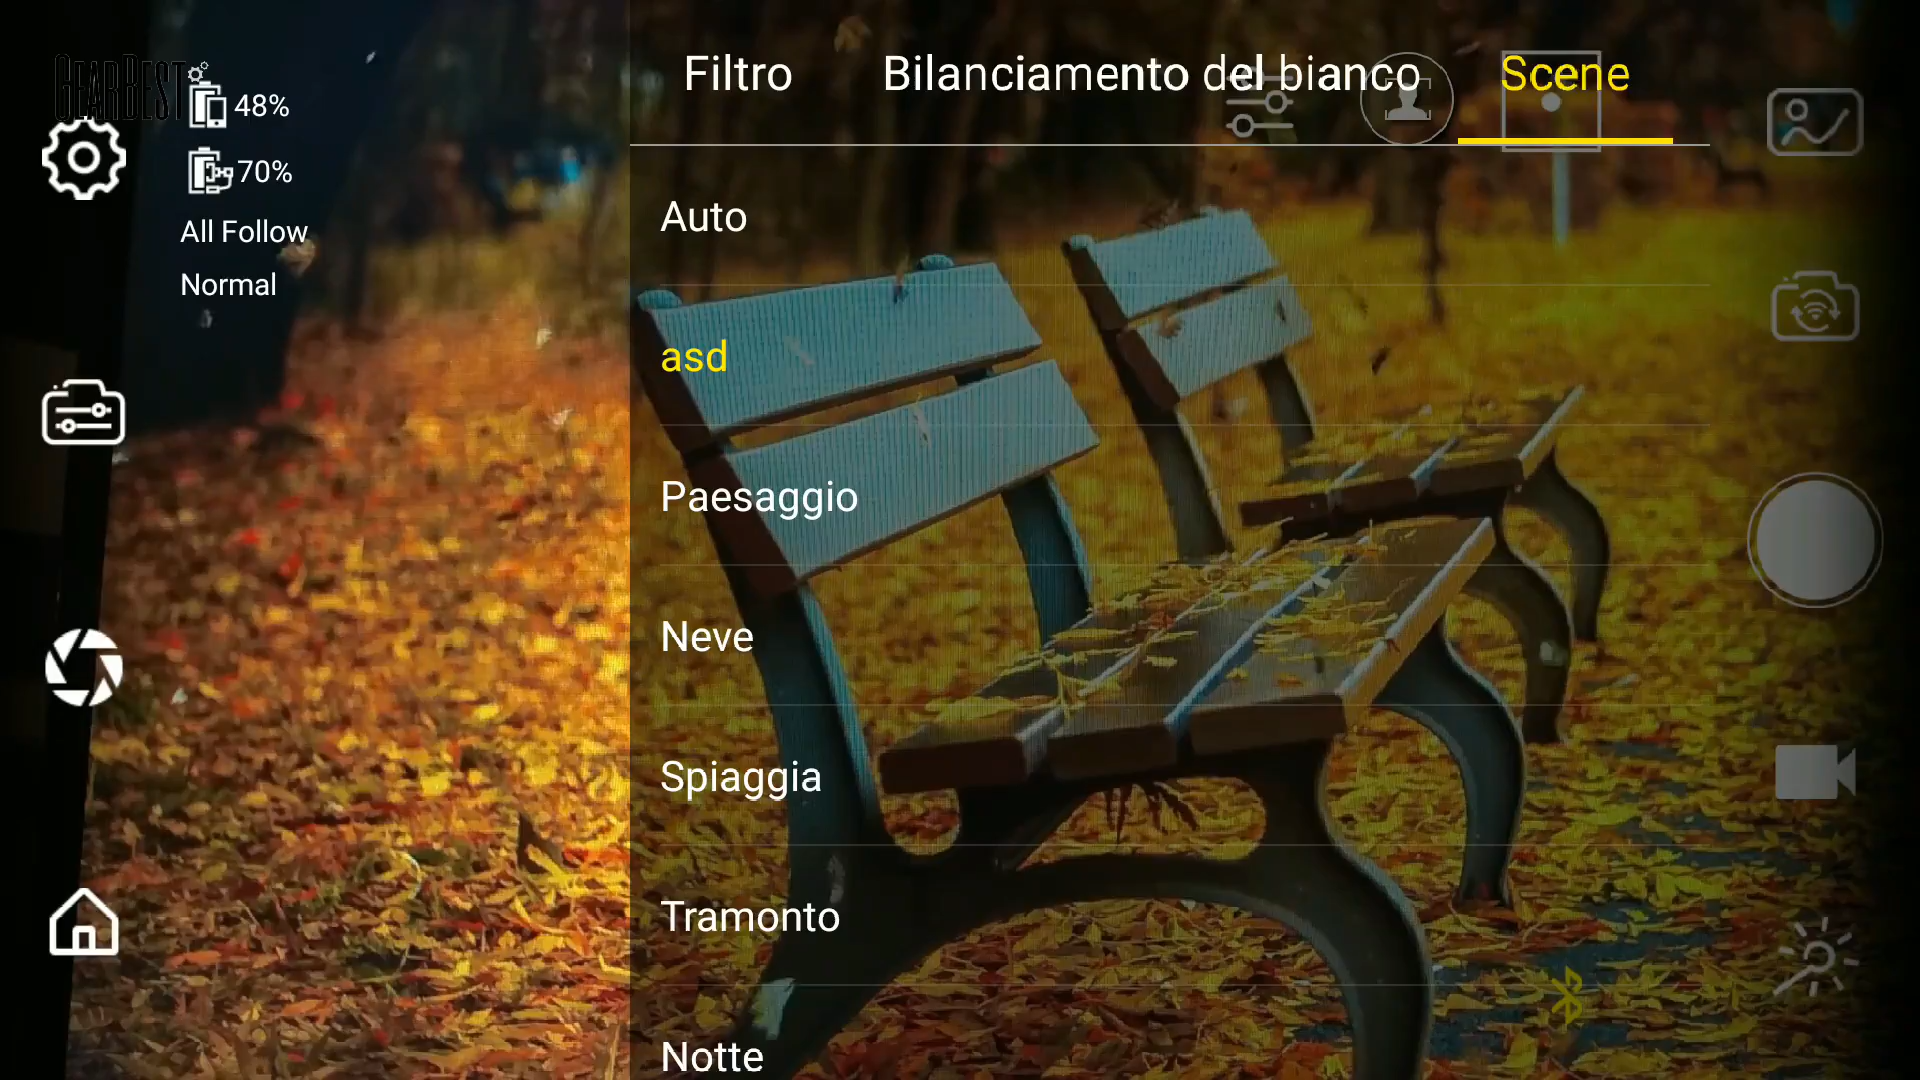 GEARBEST
48%
70%
All Follow
Normal
Filtro
Bilanciamento del bianco
Scene
Auto
asd
Paesaggio
Neve
Spiaggia
Tramonto
Notte